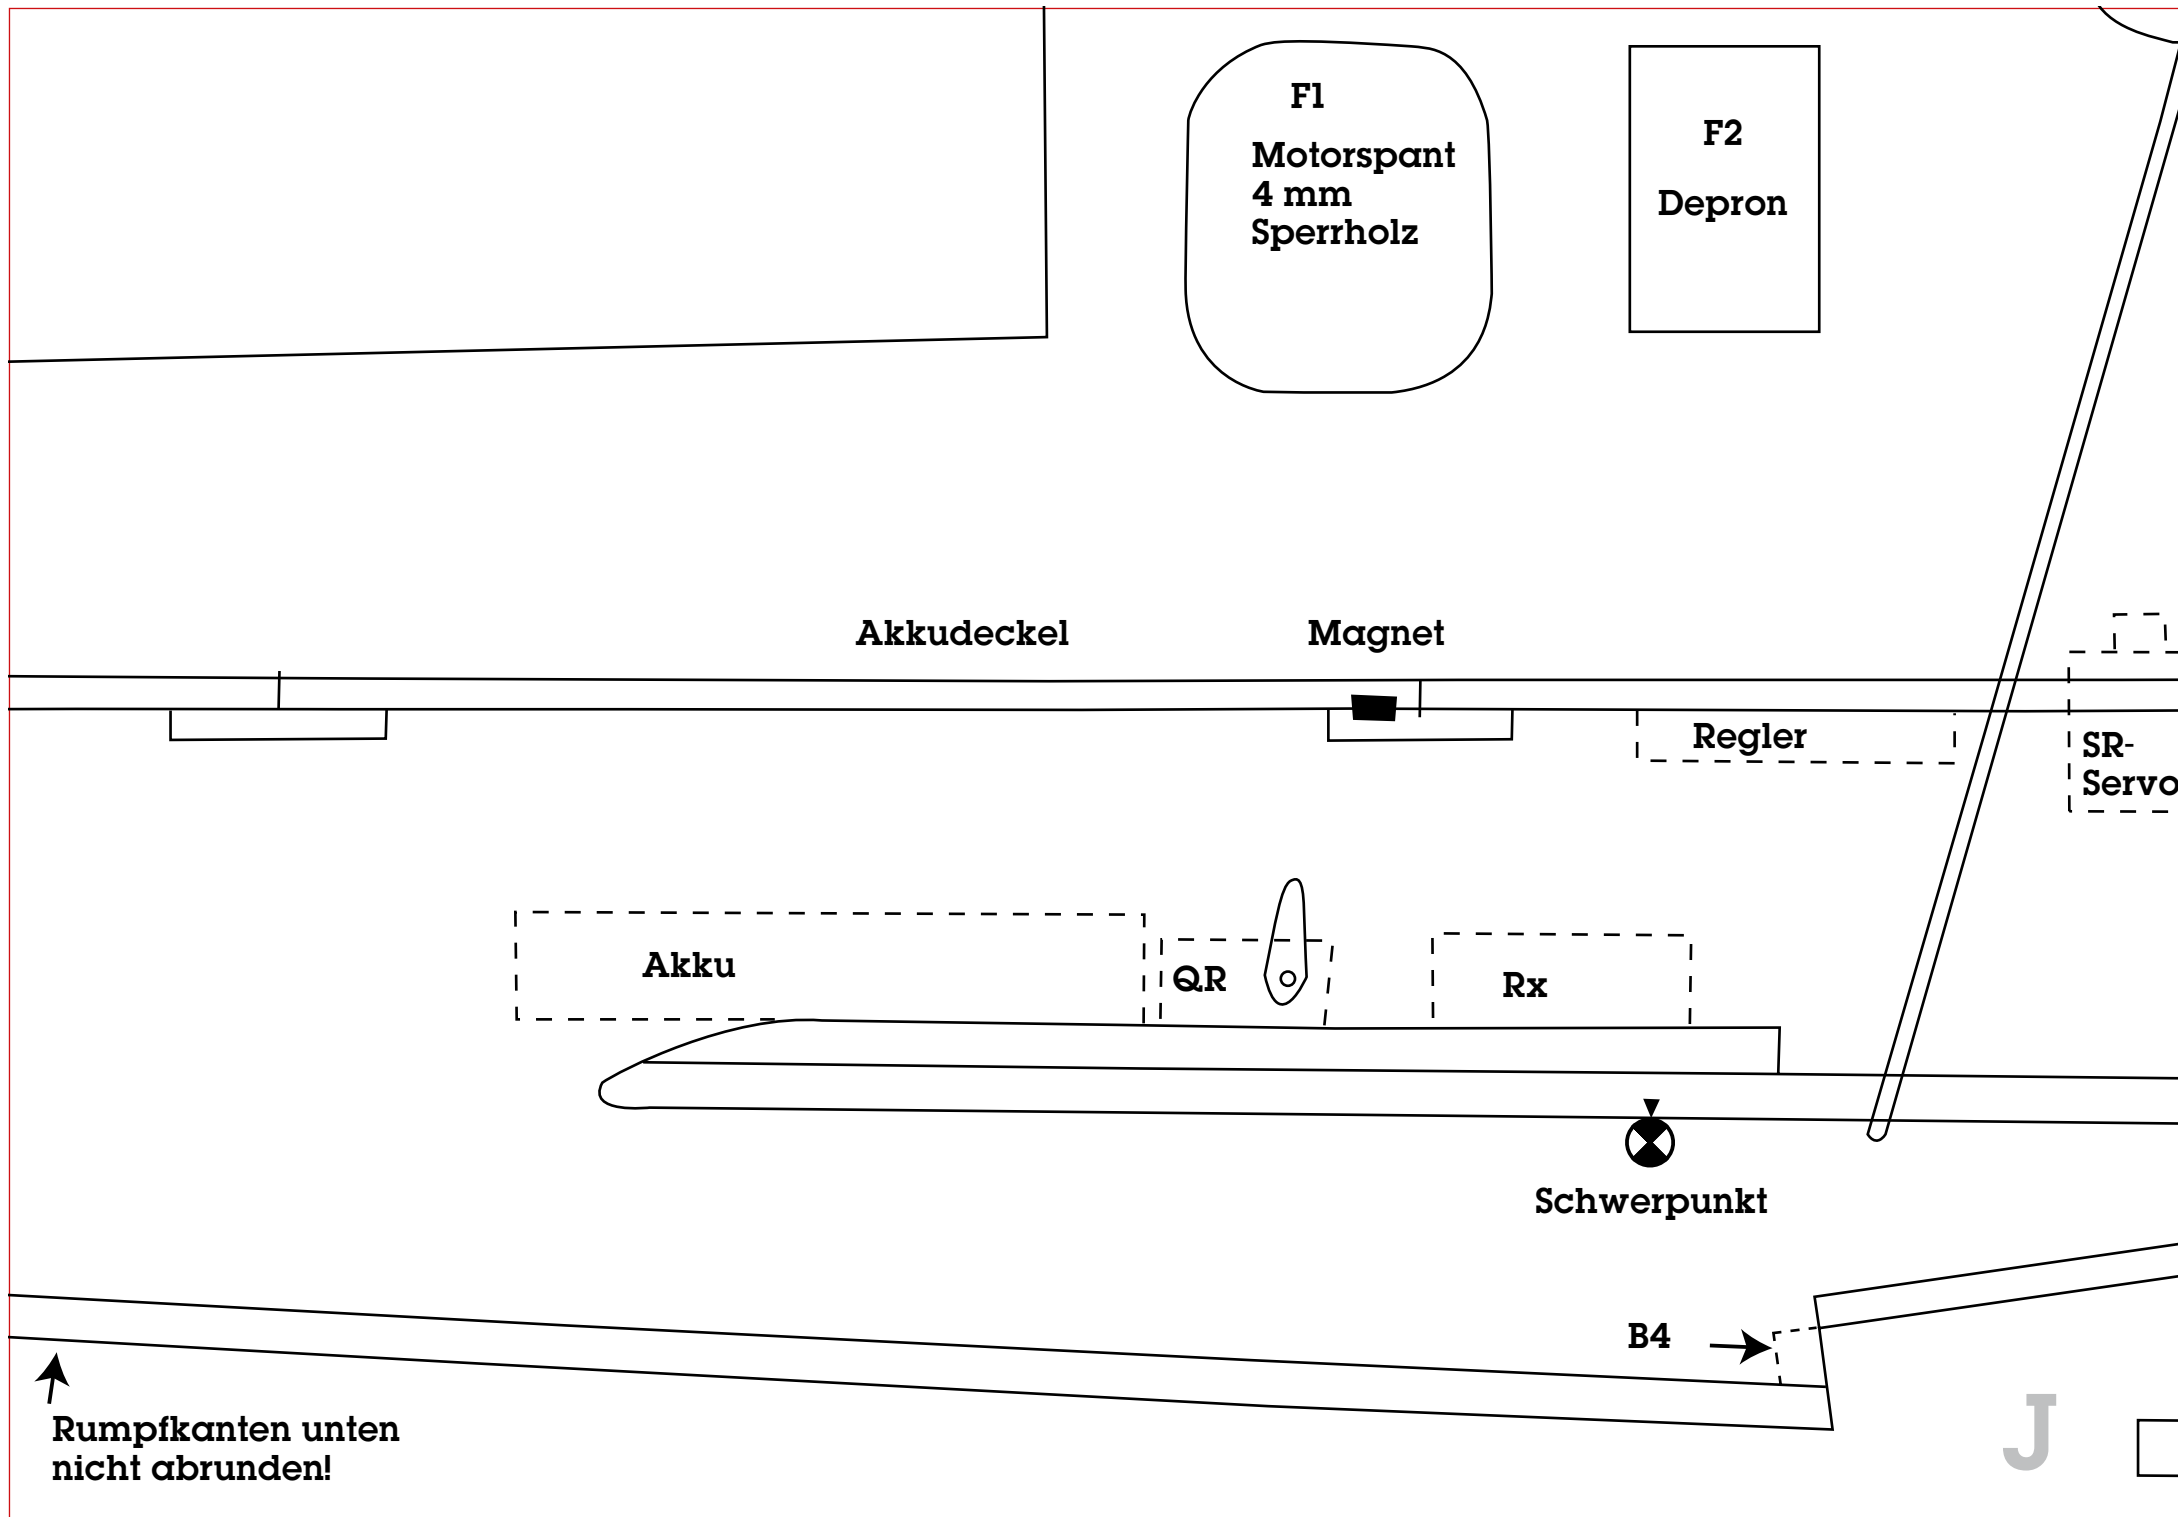 F1
Motorspant
4 mm
Sperrholz
F2
Depron
Akkudeckel
Magnet
Regler
SR-
Servo
Akku
QR
Rx
Schwerpunkt
B4
Rumpfkanten unten
nicht abrunden!
J